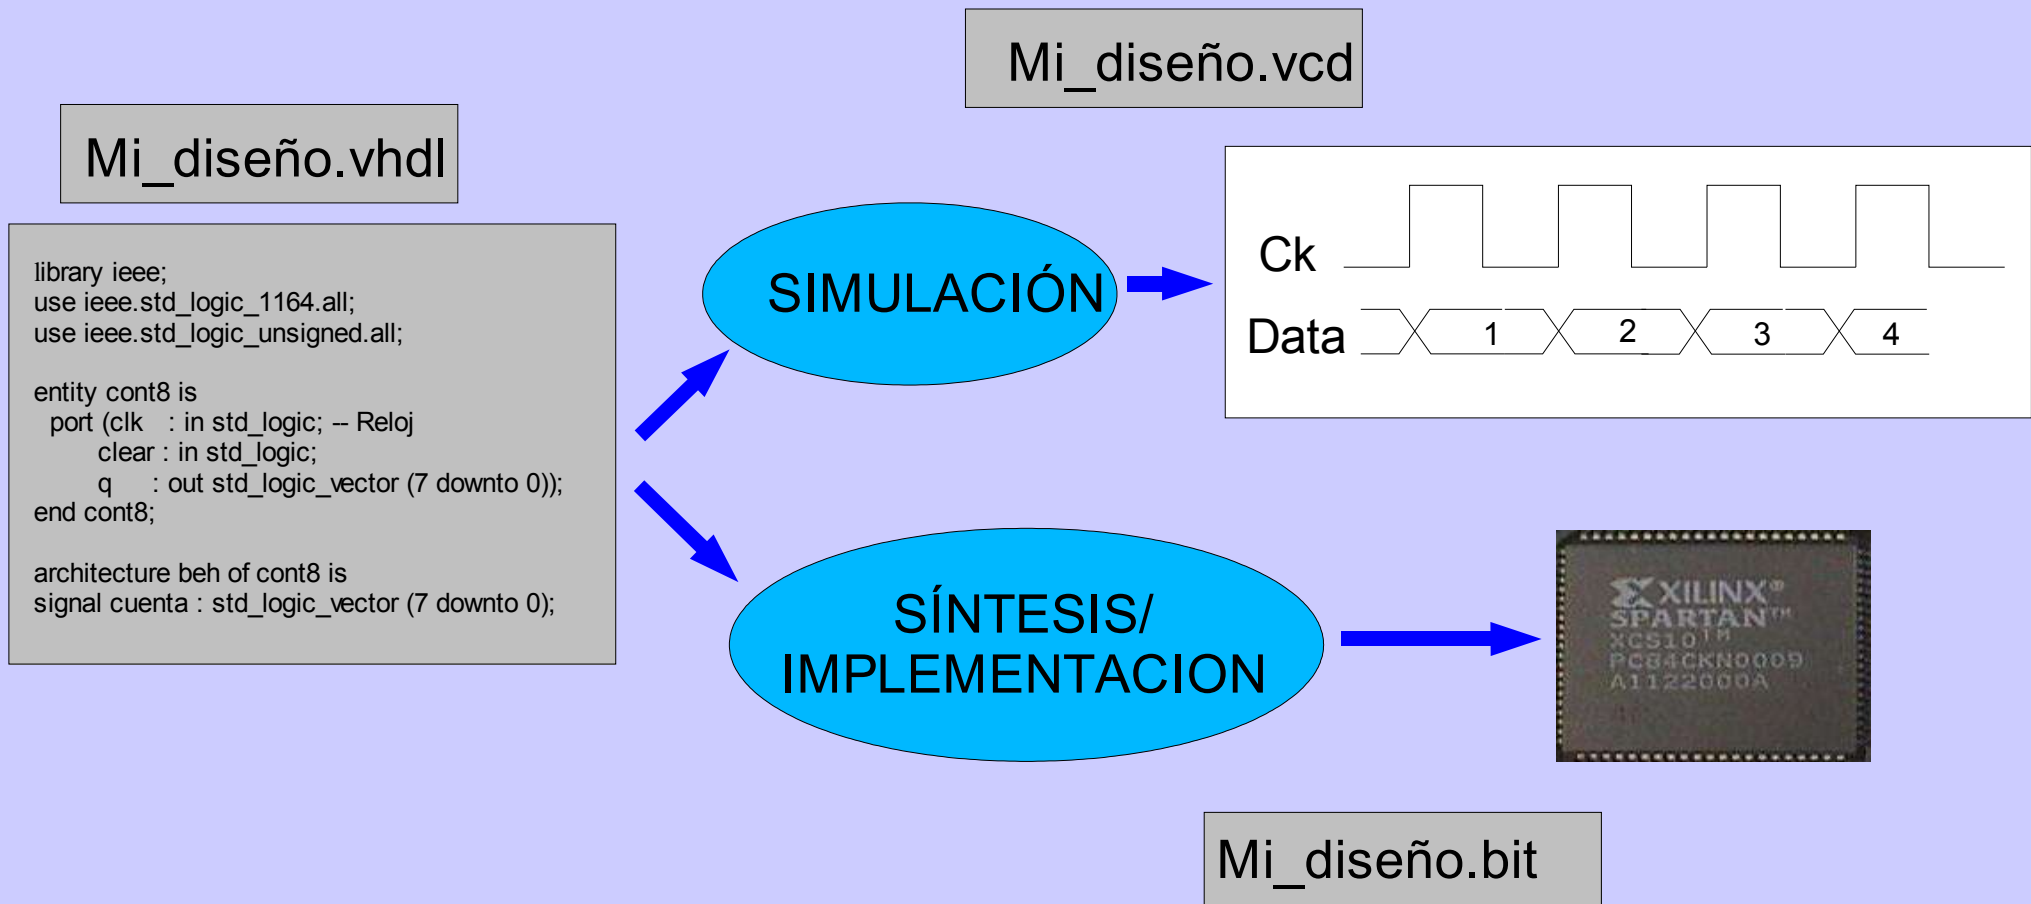 Mi_diseño.vcd
Mi_diseño.vhdl
library ieee;
use ieee.std_logic_1164.all;
use ieee.std_logic_unsigned.all;
entity cont8 is
port (clk : in std_logic; -- Reloj
clear : in std_logic;
q : out std_logic_vector (7 downto 0));
end cont8;
architecture beh of cont8 is
signal cuenta : std_logic_vector (7 downto 0);
SIMULACIÓN
Ck
Data 1 2 3 4
SÍNTESIS/
IMPLEMENTACION
XILINX®
SPARTAN™
XCS10™
PC84CKN0009
A1122000A
Mi_diseño.bit